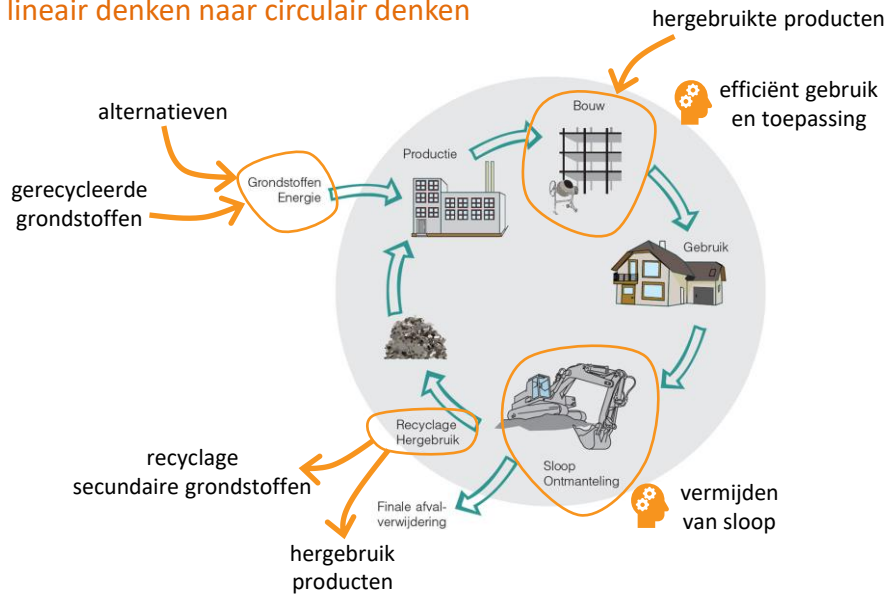 lineair denken naar circulair denken
hergebruikte producten
efficiënt gebruik
en toepassing
alternatieven
gerecycleerde
grondstoffen
Grondstoffen
Energie
Productie
Bouw
Gebruik
Sloop
Ontmanteling
Recyclage
Hergebruik
Finale afval-
verwijdering
recyclage
secundaire grondstoffen
hergebruik
producten
vermijden
van sloop